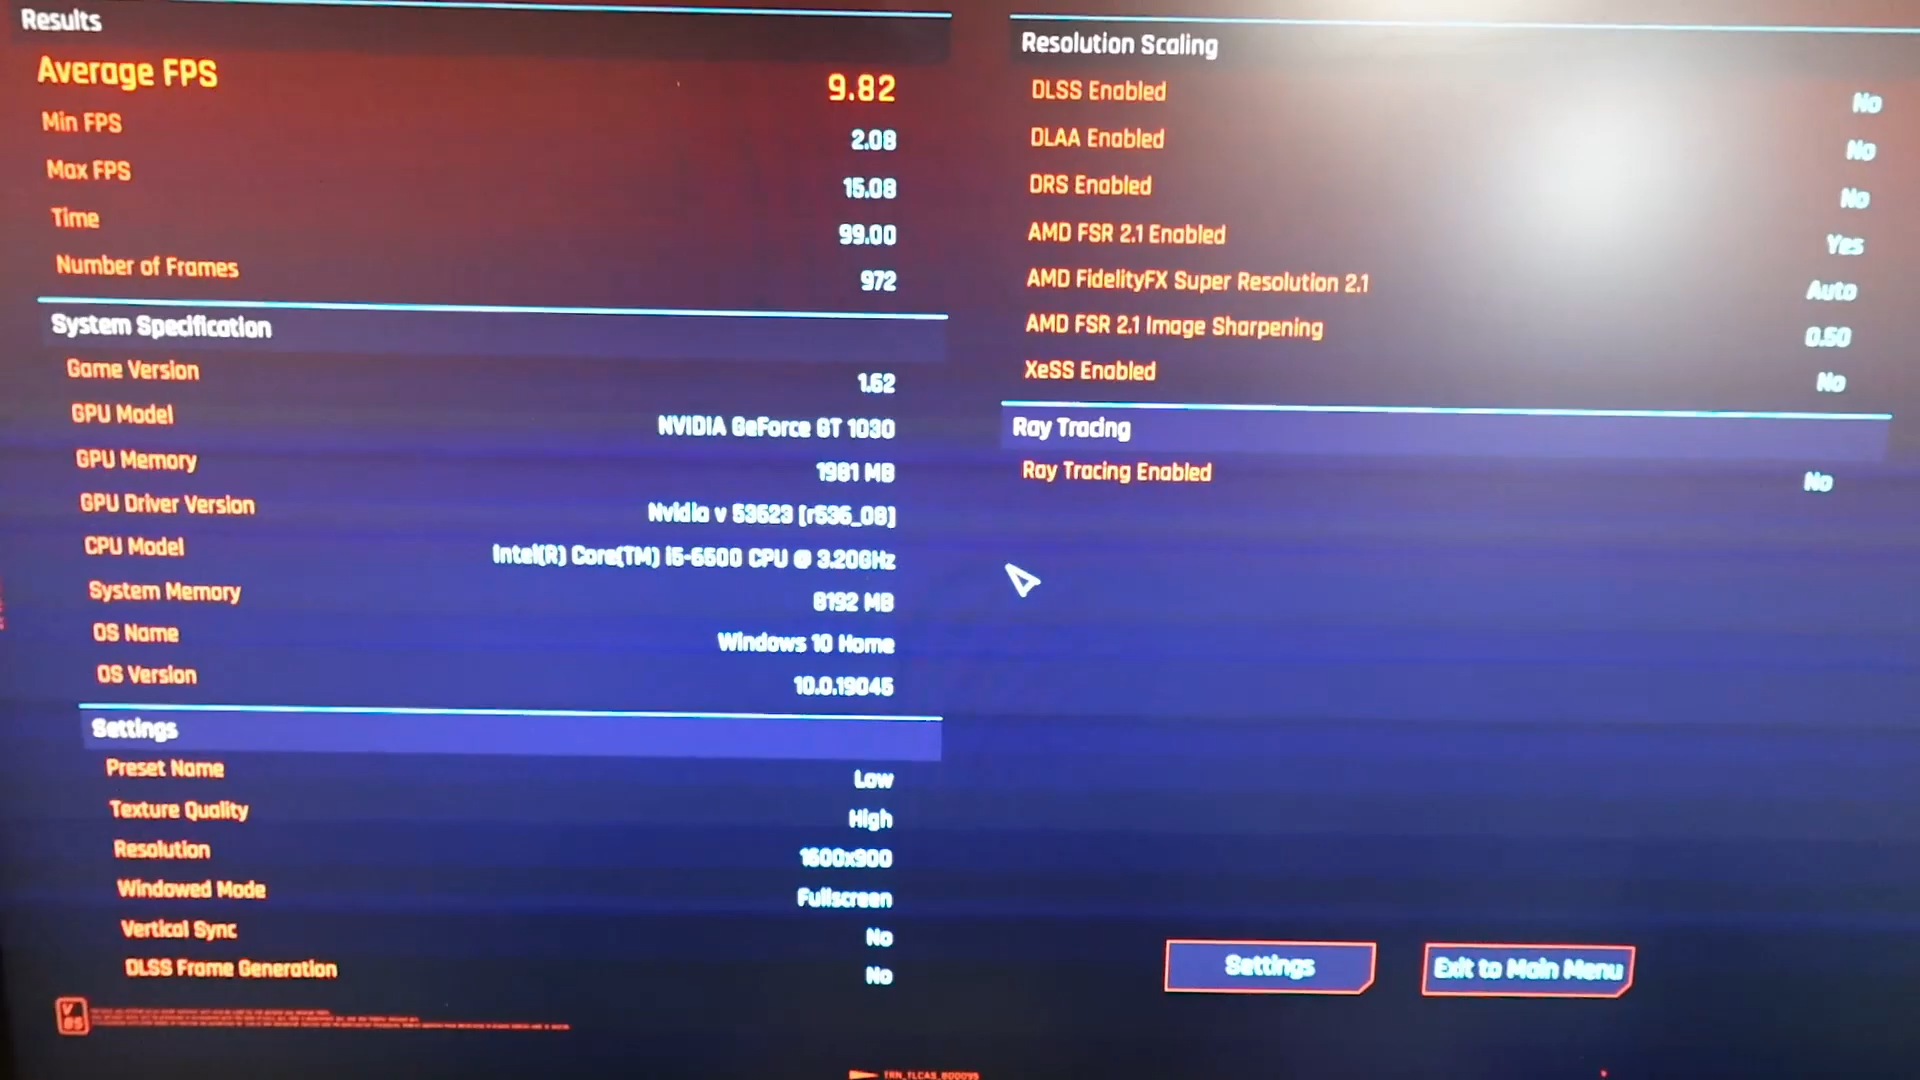 Results
Average FPS 9.82
Min FPS 2.08
Max FPS 15.08
Time 99.00
Number of Frames 972
System Specification
Game Version 1.62
GPU Model NVIDIA GeForce GT 1030
GPU Memory 1981 MB
GPU Driver Version Nvidia v 53623 [r536_08]
CPU Model Intel(R) Core(TM) i5-6500 CPU @ 3.20GHz
System Memory 8192 MB
OS Name Windows 10 Home
OS Version 10.0.19045
Settings
Preset Name Low
Texture Quality High
Resolution 1600x900
Windowed Mode Fullscreen
Vertical Sync No
DLSS Frame Generation No
Resolution Scaling
DLSS Enabled No
DLAA Enabled No
DRS Enabled No
AMD FSR 2.1 Enabled Yes
AMD FidelityFX Super Resolution 2.1 Auto
AMD FSR 2.1 Image Sharpening 0.50
XeSS Enabled No
Ray Tracing
Ray Tracing Enabled No
Settings
Exit to Main Menu
V
85
TRN_TLCAS_800095